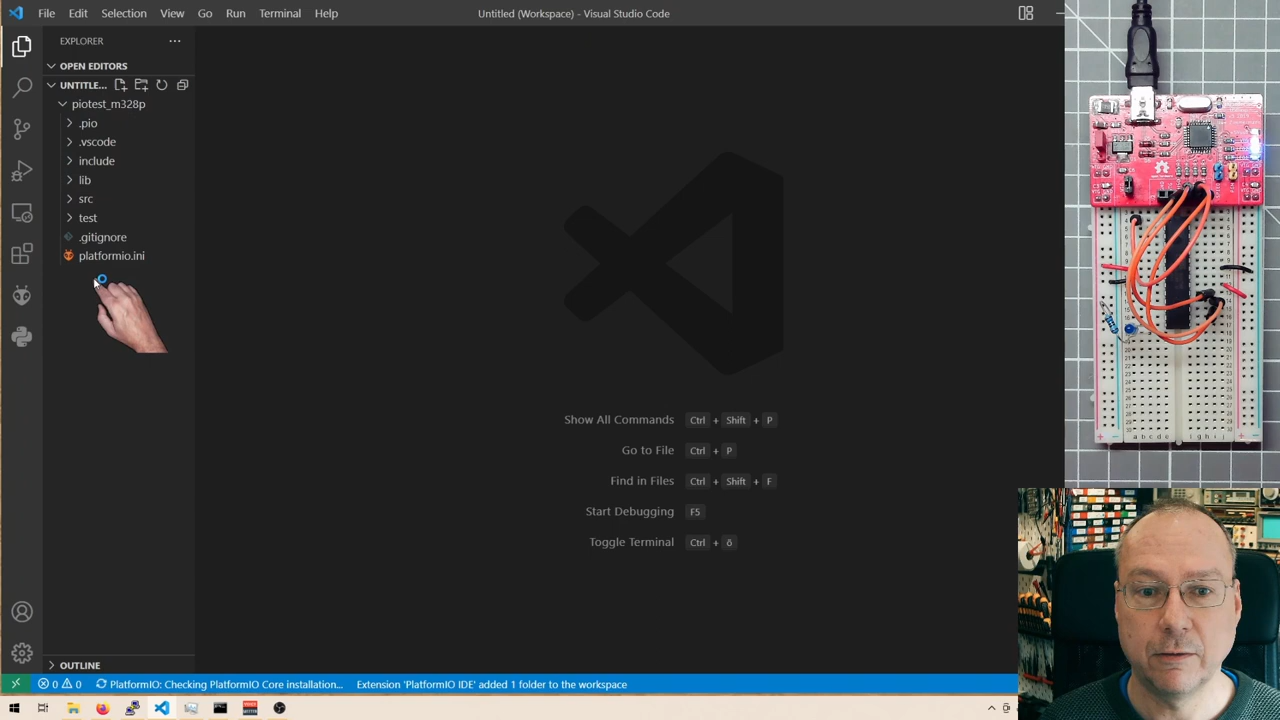 File Edit Selection View Go Run Terminal Help
Untitled (Workspace) - Visual Studio Code
EXPLORER
OPEN EDITORS
UNTITLE...
piotest_m328p
.pio
.vscode
include
lib
src
test
.gitignore
platformio.ini
Show All Commands Ctrl + Shift + P
Go to File Ctrl + P
Find in Files Ctrl + Shift + F
Start Debugging F5
Toggle Terminal Ctrl + ö
OUTLINE
0 0 PlatformIO: Checking PlatformIO Core installation... Extension 'PlatformIO IDE' added 1 folder to the workspace